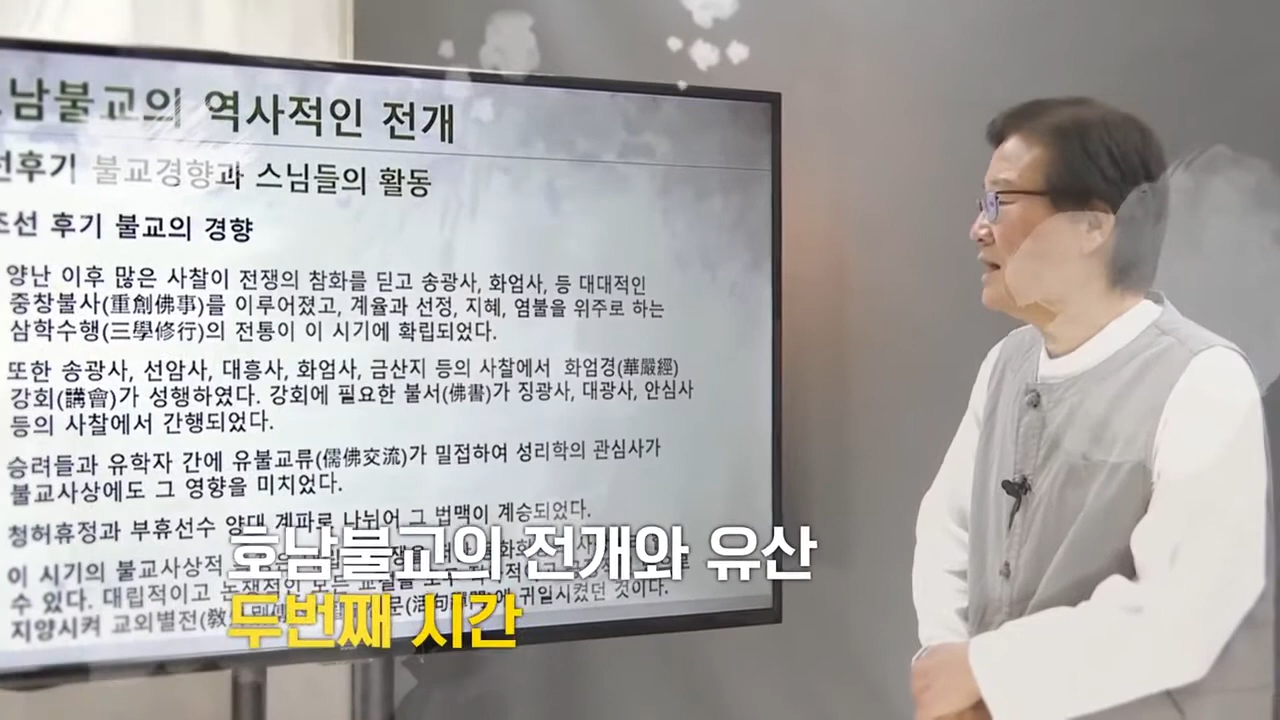 남불교의 역사적인 전개
선후기 불교경향과 스님들의 활동
조선 후기 불교의 경향
양난 이후 많은 사찰이 전쟁의 참화를 딛고 송광사, 화엄사, 등 대대적인
중창불사(重創佛事)를 이루어졌고, 계율과 선정, 지혜, 염불을 위주로 하는
삼학수행(三學修行)의 전통이 이 시기에 확립되었다.
또한 송광사, 선암사, 대흥사, 화엄사, 금산지 등의 사찰에서 화엄경(華嚴經)
강회(講會)가 성행하였다. 강회에 필요한 불서(佛書)가 징광사, 대광사, 안심사
등의 사찰에서 간행되었다.
승려들과 유학자 간에 유불교류(儒佛交流)가 밀접하여 성리학의 관심사가
불교사상에도 그 영향을 미치었다.
청허휴정과 부휴선수 양대 계파로 나뉘어 그 법맥이 계승되었다.
이 시기의 불교사상적
수 있다. 대립적이고 논쟁적인 모든 귀일시켰던 것이다.
지양시켜 교외별전
호남불교의 전개와 유산
두번째 시간